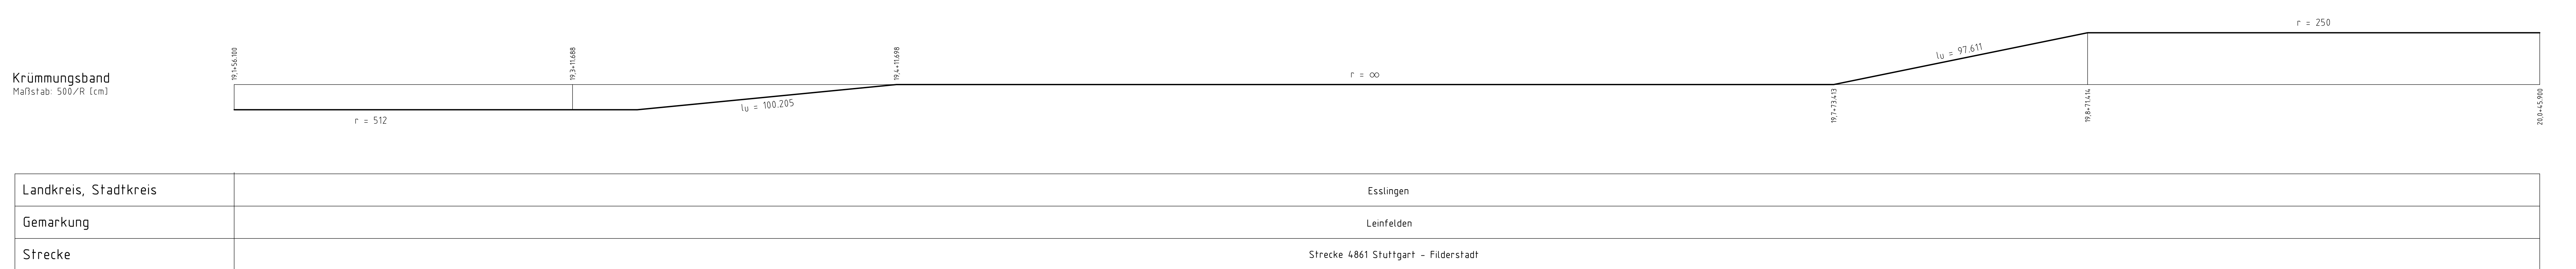 r = 250
19,1+56.100
19,3+11.688
19,4+11.698
lu = 97.611
Krümmungsband
r = ∞
Maßstab: 500/R [cm]
lu = 100.205
r = 512
19,7+73.413
19,8+71.414
20,0+45.900
Landkreis, Stadtkreis
Esslingen
Gemarkung
Leinfelden
Strecke
Strecke 4861 Stuttgart - Filderstadt